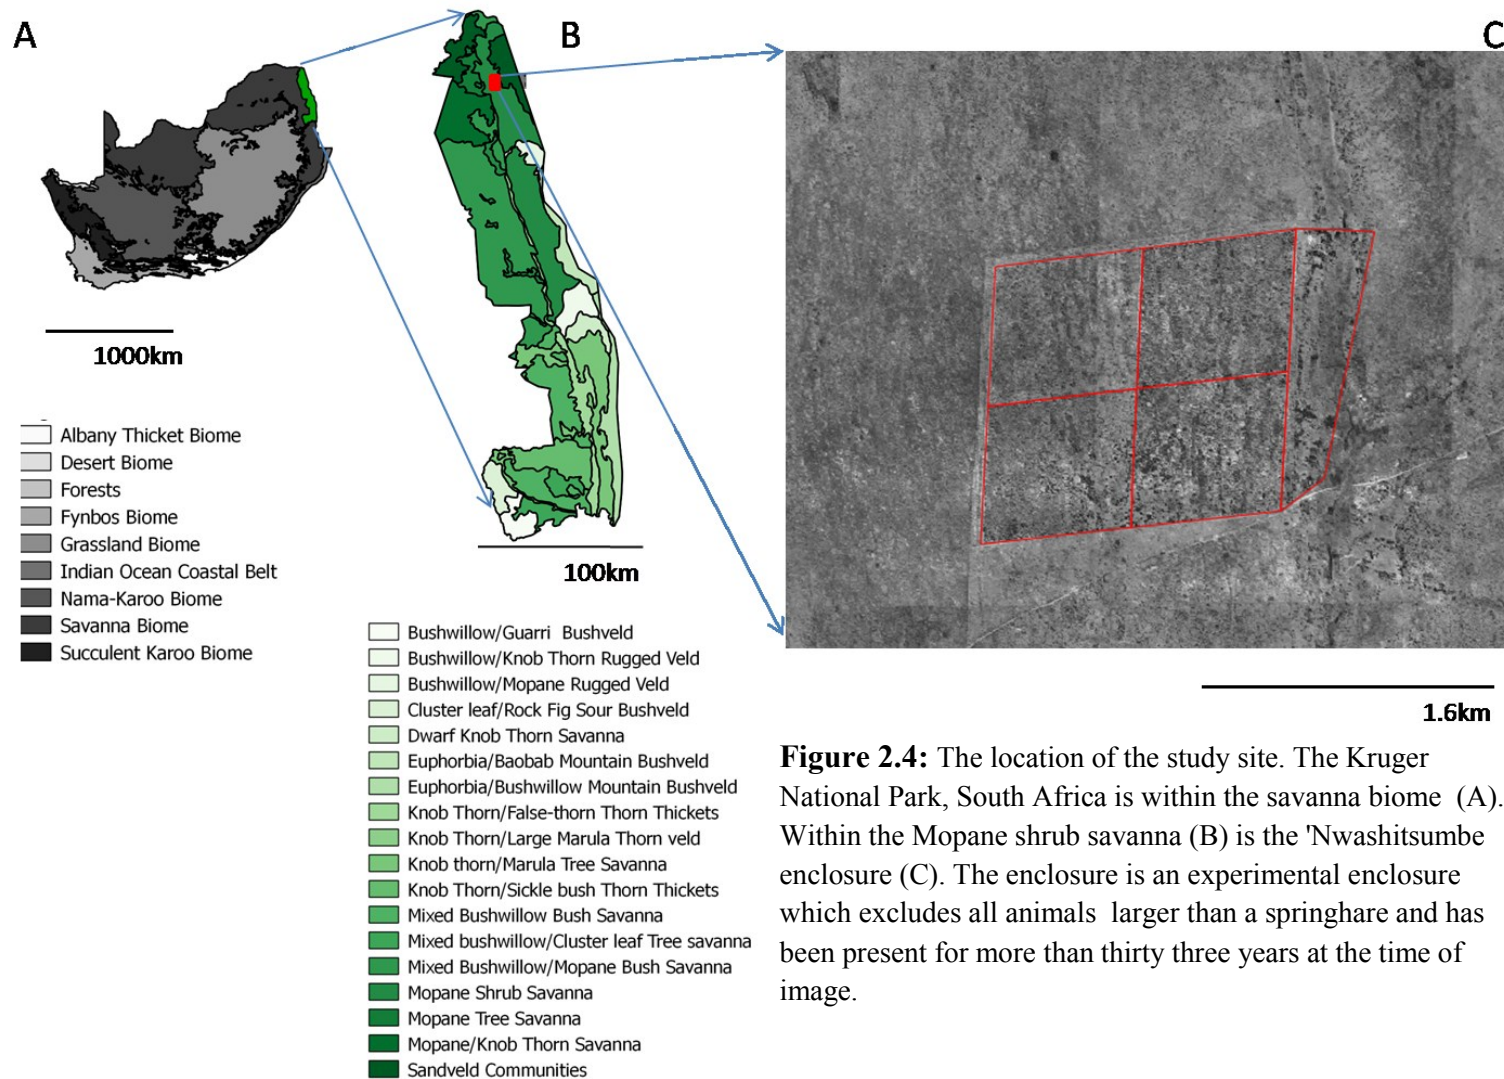 A
B
C
1000km
Albany Thicket Biome
Desert Biome
Forests
Fynbos Biome
Grassland Biome
Indian Ocean Coastal Belt
Nama-Karoo Biome
Savanna Biome
Succulent Karoo Biome
100km
Bushwillow/Guarri Bushveld
Bushwillow/Knob Thorn Rugged Veld
Bushwillow/Mopane Rugged Veld
Cluster leaf/Rock Fig Sour Bushveld
Dwarf Knob Thorn Savanna
Euphorbia/Baobab Mountain Bushveld
Euphorbia/Bushwillow Mountain Bushveld
Knob Thorn/False-thorn Thorn Thickets
Knob Thorn/Large Marula Thorn veld
Knob thorn/Marula Tree Savanna
Knob Thorn/Sickle bush Thorn Thickets
Mixed Bushwillow Bush Savanna
Mixed bushwillow/Cluster leaf Tree savanna
Mixed Bushwillow/Mopane Bush Savanna
Mopane Shrub Savanna
Mopane Tree Savanna
Mopane/Knob Thorn Savanna
Sandveld Communities
1.6km
Figure 2.4: The location of the study site. The Kruger
National Park, South Africa is within the savanna biome (A).
Within the Mopane shrub savanna (B) is the 'Nwashitsumbe
enclosure (C). The enclosure is an experimental enclosure
which excludes all animals larger than a springhare and has
been present for more than thirty three years at the time of
image.